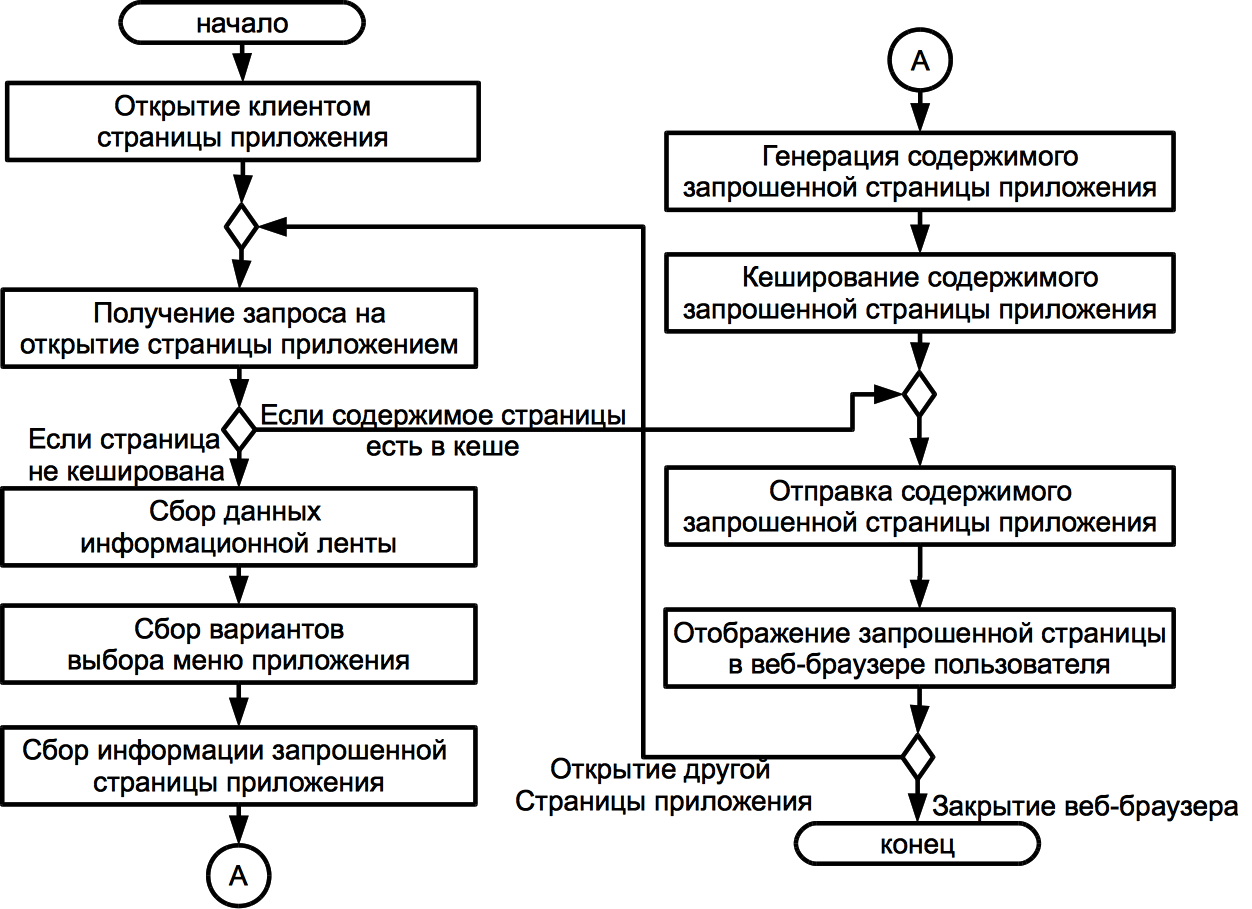 начало
Открытие клиентом
страницы приложения
Получение запроса на
открытие страницы приложением
Если содержимое страницы
есть в кеше
Если страница
не кеширована
Сбор данных
информационной ленты
Сбор вариантов
выбора меню приложения
Сбор информации запрошенной
страницы приложения
А
А
Генерация содержимого
запрошенной страницы приложения
Кеширование содержимого
запрошенной страницы приложения
Отправка содержимого
запрошенной страницы приложения
Отображение запрошенной страницы
в веб-браузере пользователя
Открытие другой
Страницы приложения
Закрытие веб-браузера
конец